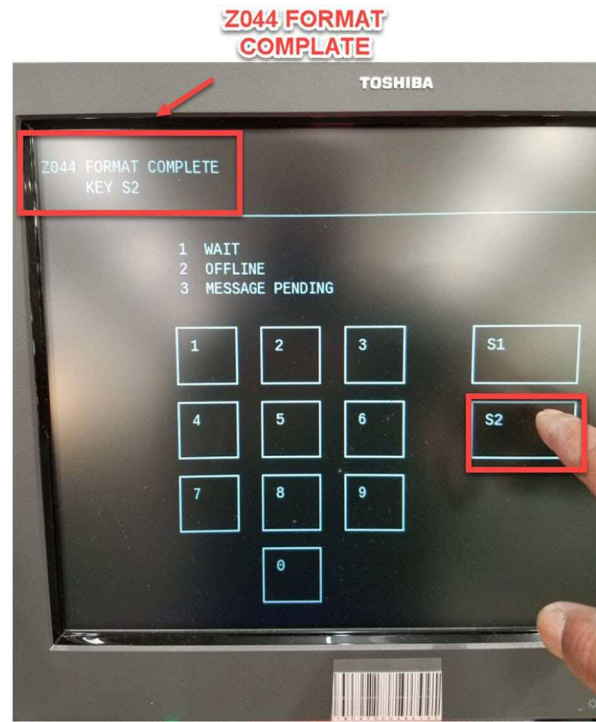 Z044 FORMAT
COMPLATE
TOSHIBA
Z044 FORMAT COMPLETE
KEY S2
1 WAIT
2 OFFLINE
3 MESSAGE PENDING
1 2 3 S1
4 5 6 S2
7 8 9
0